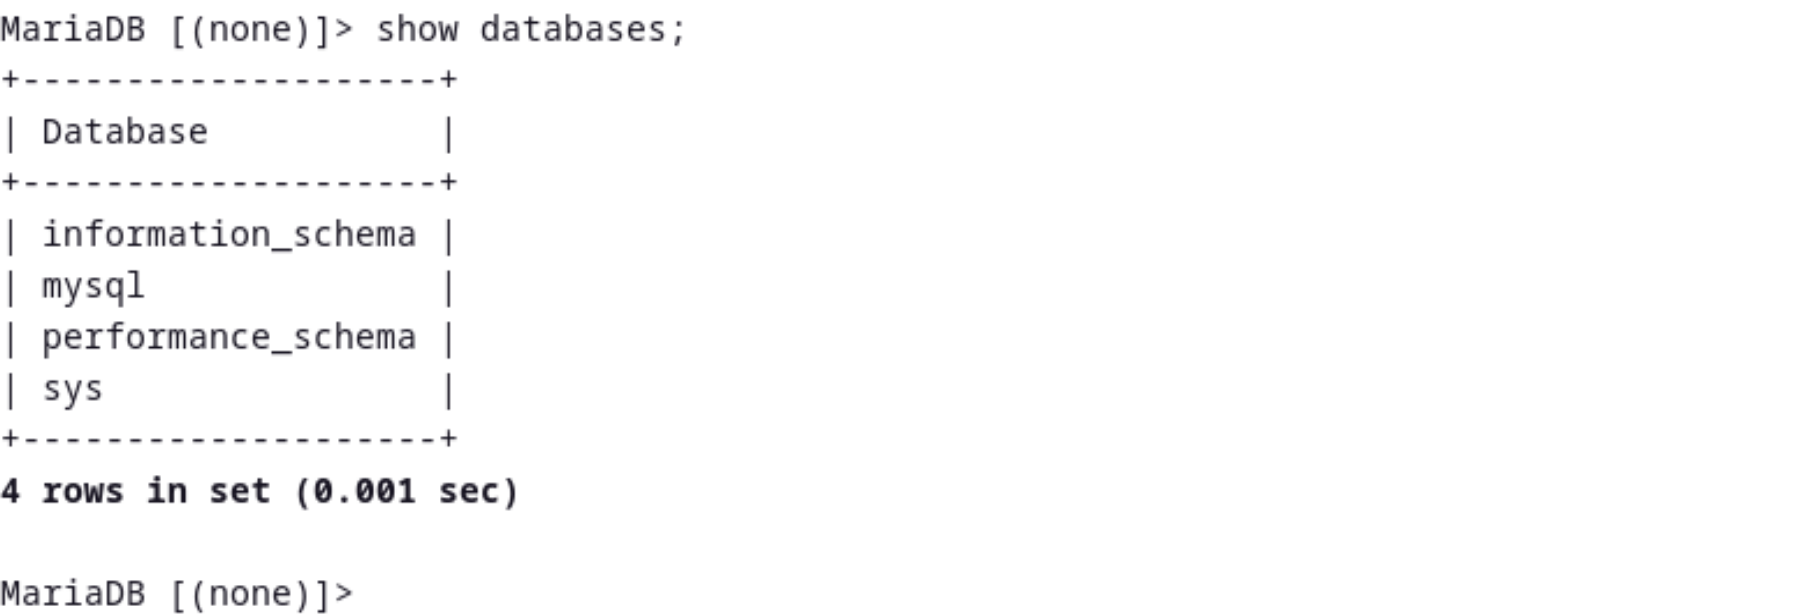 MariaDB [(none)]> show databases;
+--------------------+
| Database           |
+--------------------+
| information_schema |
| mysql              |
| performance_schema |
| sys                |
+--------------------+
4 rows in set (0.001 sec)

MariaDB [(none)]>